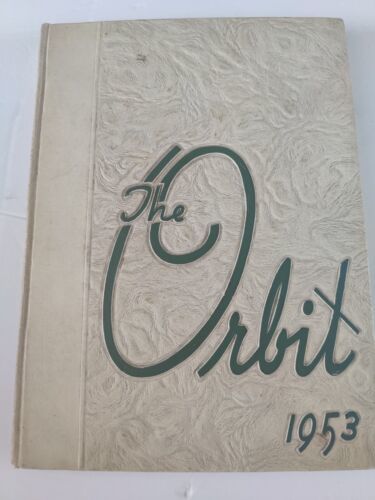 The
Orbit
1953